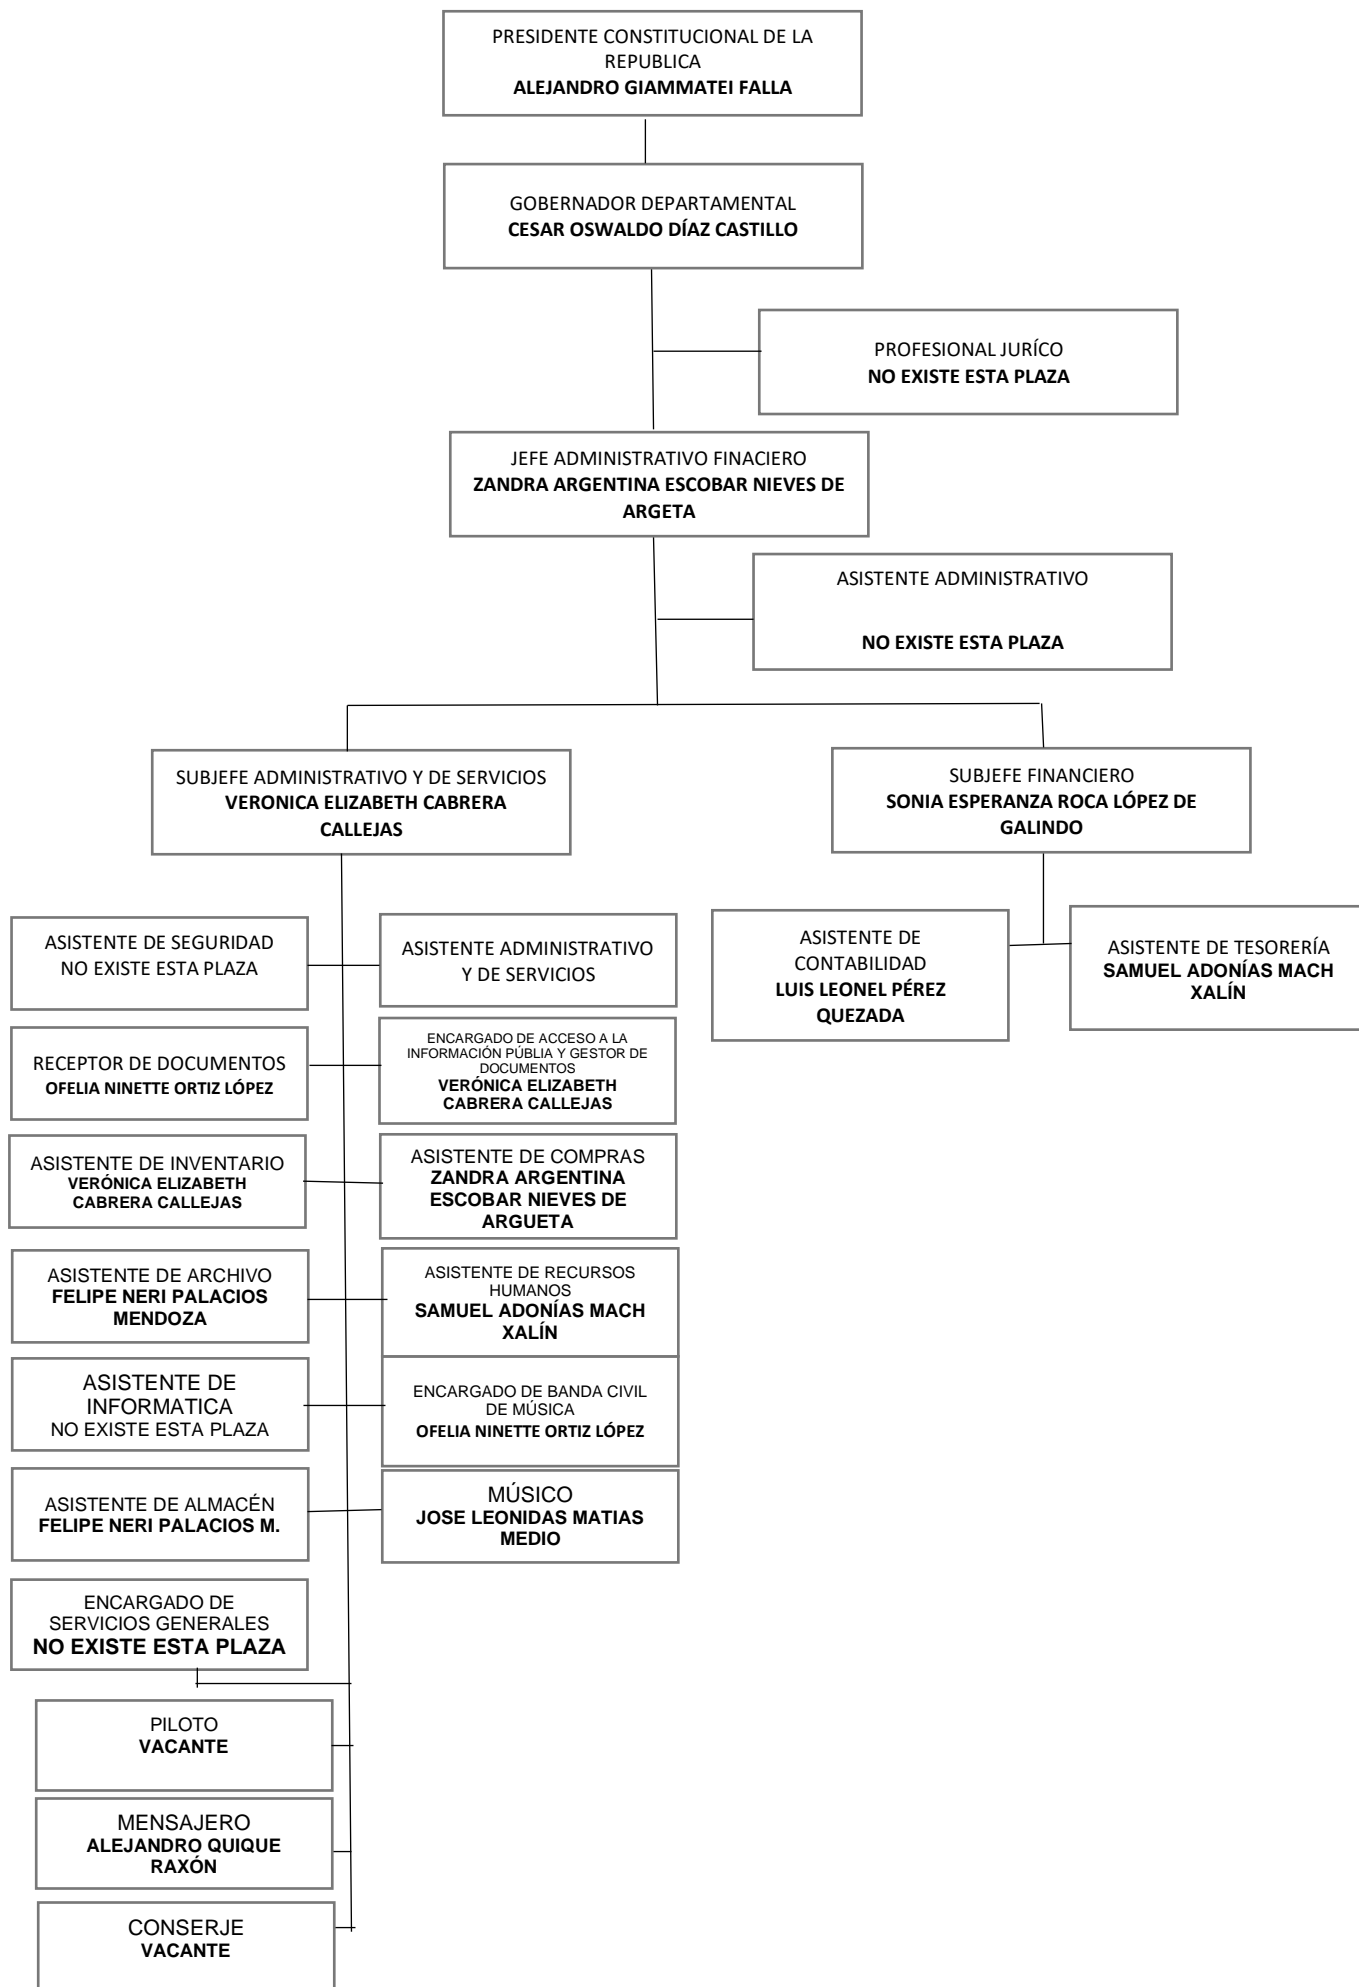 PRESIDENTE CONSTITUCIONAL DE LA
REPUBLICA
ALEJANDRO GIAMMATEI FALLA
GOBERNADOR DEPARTAMENTAL
CESAR OSWALDO DÍAZ CASTILLO
PROFESIONAL JURÍCO
NO EXISTE ESTA PLAZA
JEFE ADMINISTRATIVO FINACIERO
ZANDRA ARGENTINA ESCOBAR NIEVES DE
ARGETA
ASISTENTE ADMINISTRATIVO
NO EXISTE ESTA PLAZA
SUBJEFE ADMINISTRATIVO Y DE SERVICIOS
VERONICA ELIZABETH CABRERA
CALLEJAS
SUBJEFE FINANCIERO
SONIA ESPERANZA ROCA LÓPEZ DE
GALINDO
ASISTENTE DE SEGURIDAD
NO EXISTE ESTA PLAZA
ASISTENTE ADMINISTRATIVO
Y DE SERVICIOS
ASISTENTE DE
CONTABILIDAD
LUIS LEONEL PÉREZ
QUEZADA
ASISTENTE DE TESORERÍA
SAMUEL ADONÍAS MACH
XALÍN
RECEPTOR DE DOCUMENTOS
OFELIA NINETTE ORTIZ LÓPEZ
ENCARGADO DE ACCESO A LA
INFORMACIÓN PÚBLIA Y GESTOR DE
DOCUMENTOS
VERÓNICA ELIZABETH
CABRERA CALLEJAS
ASISTENTE DE INVENTARIO
VERÓNICA ELIZABETH
CABRERA CALLEJAS
ASISTENTE DE COMPRAS
ZANDRA ARGENTINA
ESCOBAR NIEVES DE
ARGUETA
ASISTENTE DE ARCHIVO
FELIPE NERI PALACIOS
MENDOZA
ASISTENTE DE RECURSOS
HUMANOS
SAMUEL ADONÍAS MACH
XALÍN
ASISTENTE DE
INFORMATICA
NO EXISTE ESTA PLAZA
ENCARGADO DE BANDA CIVIL
DE MÚSICA
OFELIA NINETTE ORTIZ LÓPEZ
ASISTENTE DE ALMACÉN
FELIPE NERI PALACIOS M.
MÚSICO
JOSE LEONIDAS MATIAS
MEDIO
ENCARGADO DE
SERVICIOS GENERALES
NO EXISTE ESTA PLAZA
PILOTO
VACANTE
MENSAJERO
ALEJANDRO QUIQUE
RAXÓN
CONSERJE
VACANTE